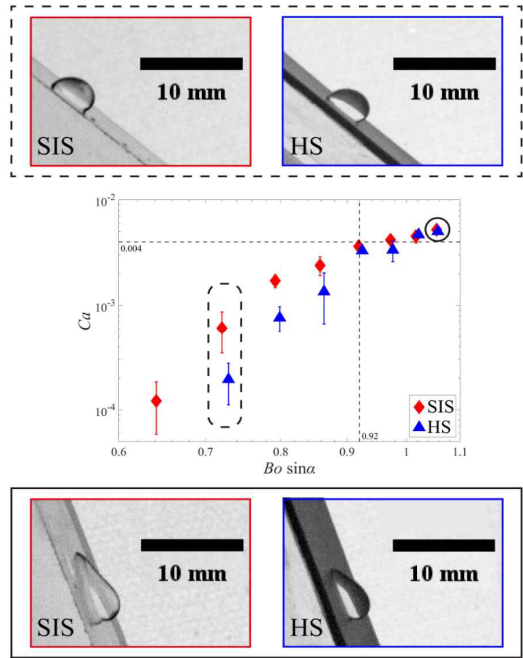 10 mm
SIS
10 mm
HS
10⁻²
0.004
10⁻³
Ca
10⁻⁴
0.92
SIS
HS
0.6
0.7
0.8
0.9
1
1.1
Bo sinα
10 mm
SIS
10 mm
HS